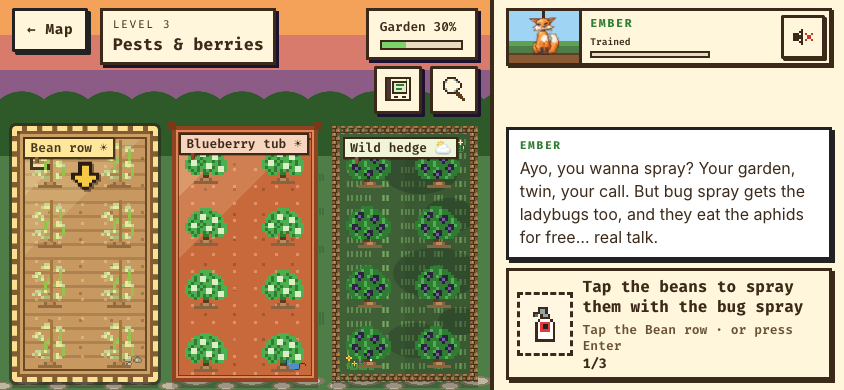 ← Map
LEVEL 3
Pests & berries
Garden 30%
Bean row ☀
Blueberry tub ☀
Wild hedge ⛅
EMBER
Trained
EMBER
Ayo, you wanna spray? Your garden,
twin, your call. But bug spray gets the
ladybugs too, and they eat the aphids
for free... real talk.
Tap the beans to spray
them with the bug spray
Tap the Bean row · or press
Enter
1/3